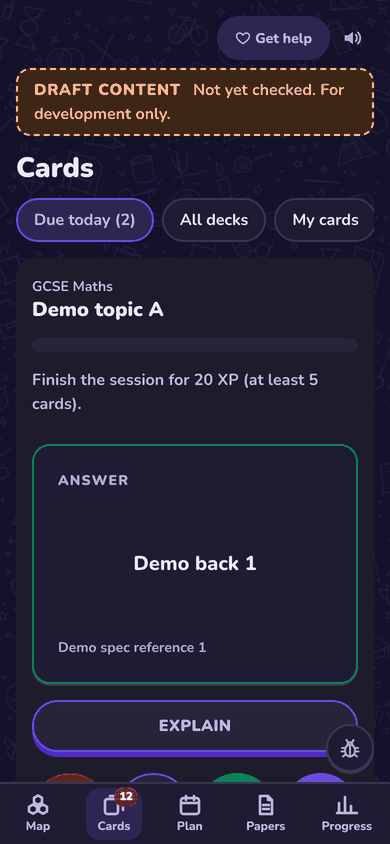 Get help
DRAFT CONTENT Not yet checked. For
development only.
Cards
Due today (2)
All decks
My cards
GCSE Maths
Demo topic A
Finish the session for 20 XP (at least 5
cards).
ANSWER
Demo back 1
Demo spec reference 1
EXPLAIN
12
Map
Cards
Plan
Papers
Progress